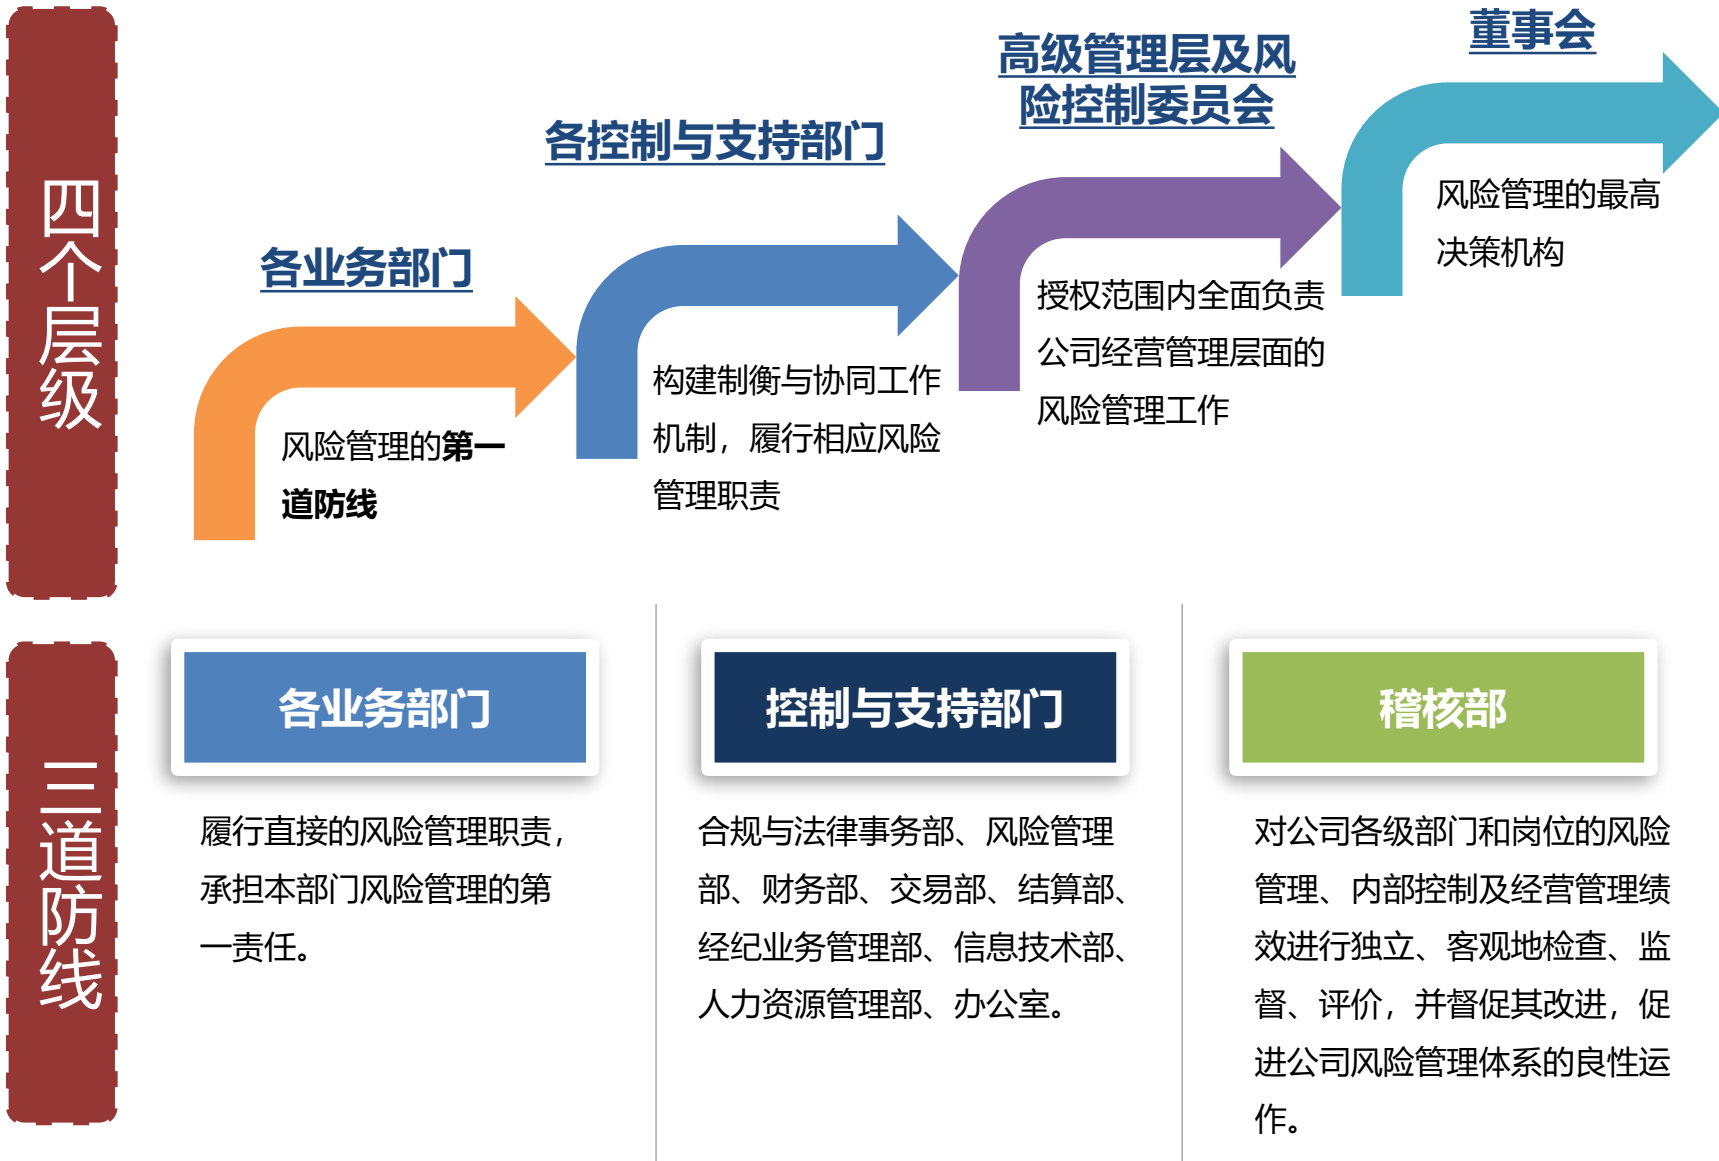 四个层级
各业务部门
风险管理的第一
道防线
各控制与支持部门
构建制衡与协同工作
机制，履行相应风险
管理职责
高级管理层及风
险控制委员会
授权范围内全面负责
公司经营管理层面的
风险管理工作
董事会
风险管理的最高
决策机构
三道防线
各业务部门
履行直接的风险管理职责，
承担本部门风险管理的第
一责任。
控制与支持部门
合规与法律事务部、风险管理
部、财务部、交易部、结算部、
经纪业务管理部、信息技术部、
人力资源管理部、办公室。
稽核部
对公司各级部门和岗位的风险
管理、内部控制及经营管理绩
效进行独立、客观地检查、监
督、评价，并督促其改进，促
进公司风险管理体系的良性运
作。